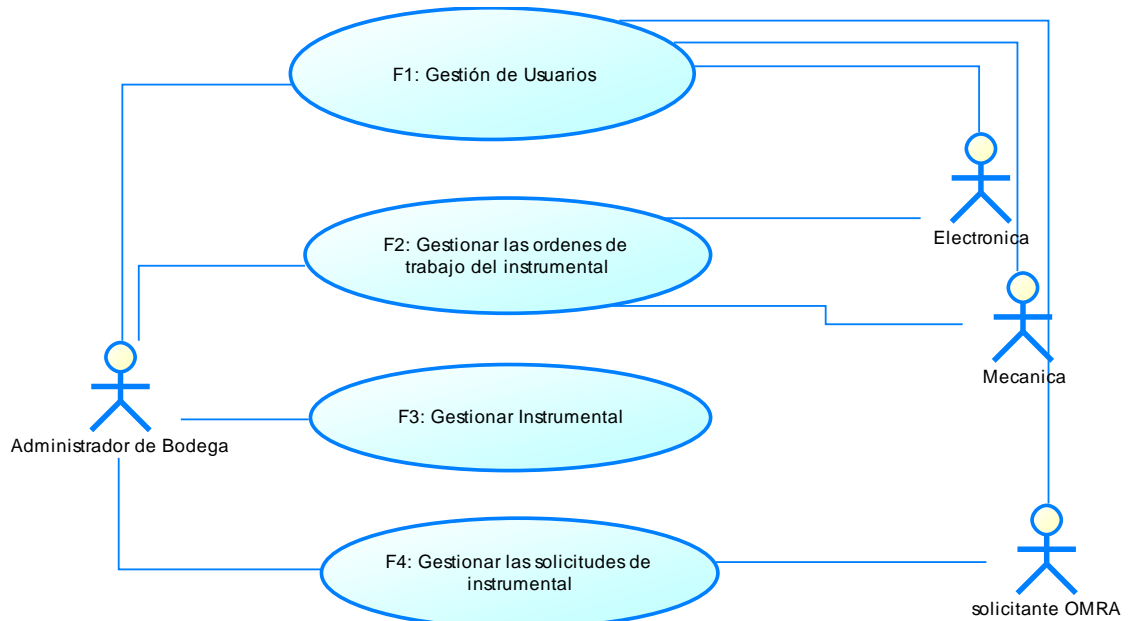 F1: Gestión de Usuarios
Electronica
F2: Gestionar las ordenes de
trabajo del instrumental
Mecanica
F3: Gestionar Instrumental
Administrador de Bodega
F4: Gestionar las solicitudes de
instrumental
solicitante OMRA